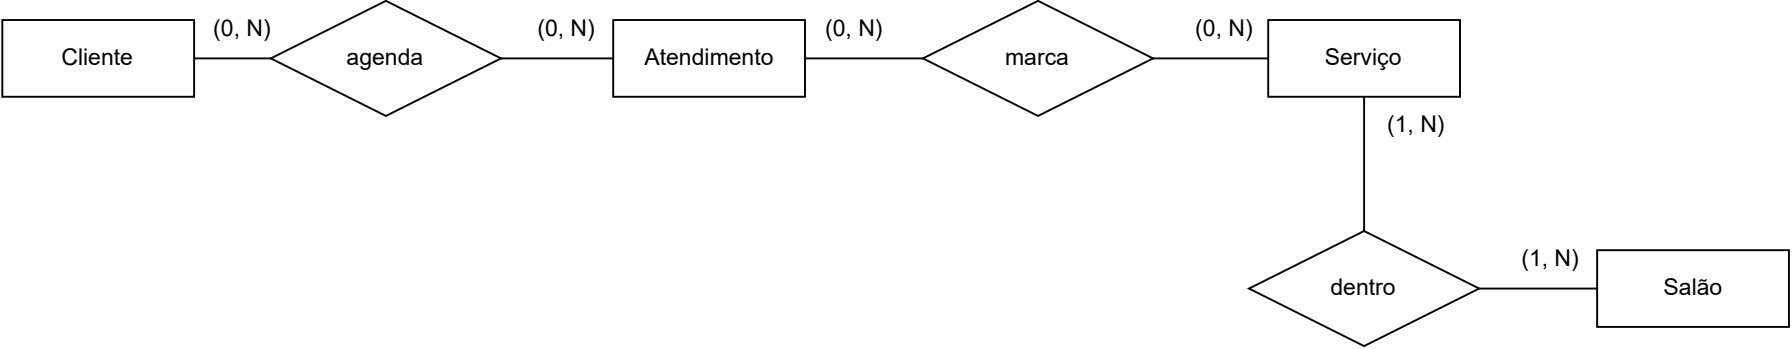 (0, N)
(0, N)
(0, N)
(0, N)
Cliente
agenda
Atendimento
marca
Serviço
(1, N)
(1, N)
dentro
Salão